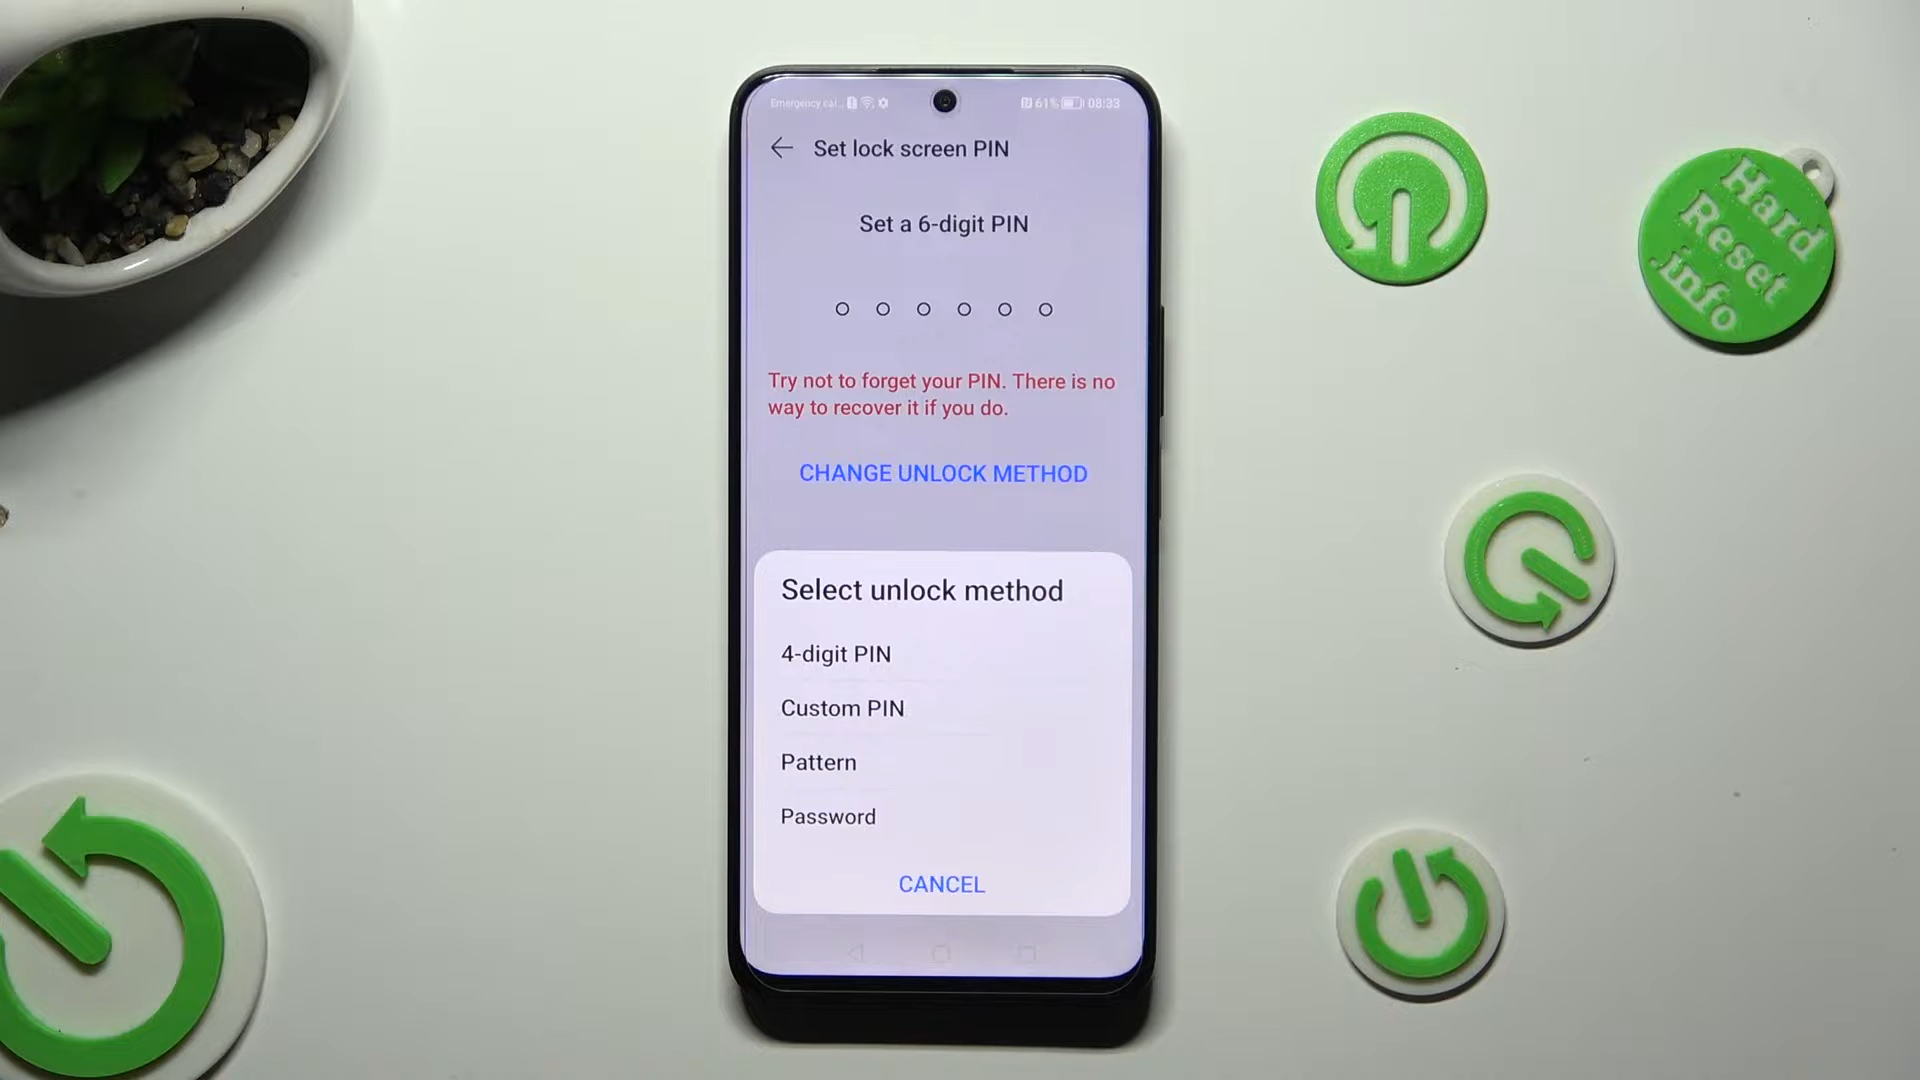 Emergency cal... 61% 08:33
Set lock screen PIN
Set a 6-digit PIN
Try not to forget your PIN. There is no
way to recover it if you do.
CHANGE UNLOCK METHOD
Select unlock method
4-digit PIN
Custom PIN
Pattern
Password
CANCEL
Hard
Reset
.info